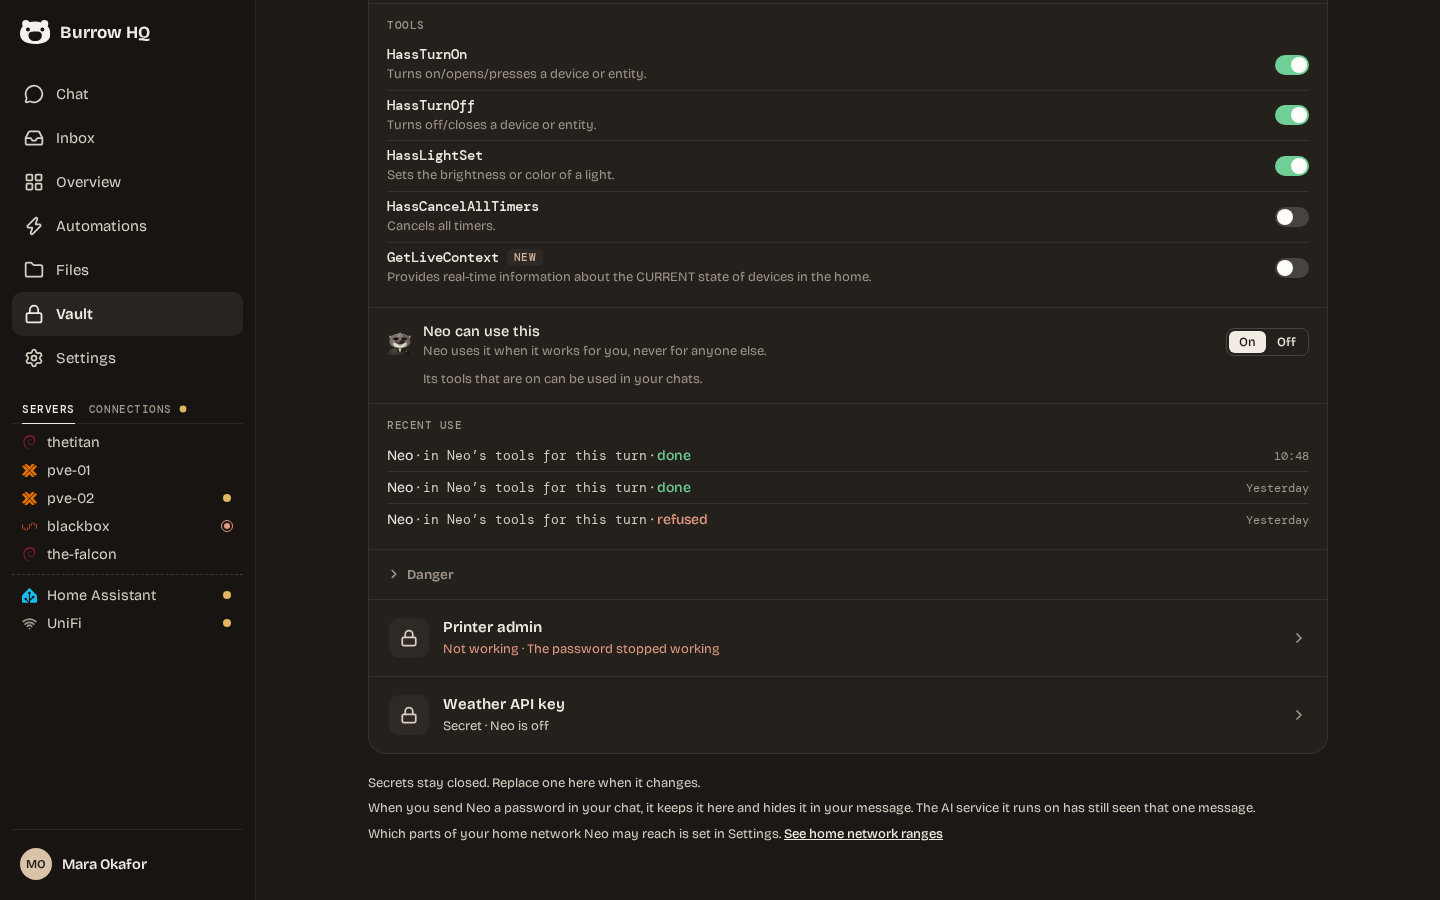 Burrow HQ
Chat
Inbox
Overview
Automations
Files
Vault
Settings
SERVERS CONNECTIONS
thetitan
pve-01
pve-02
blackbox
the-falcon
Home Assistant
UniFi
MO Mara Okafor
TOOLS
HassTurnOn
Turns on/opens/presses a device or entity.
HassTurnOff
Turns off/closes a device or entity.
HassLightSet
Sets the brightness or color of a light.
HassCancelAllTimers
Cancels all timers.
GetLiveContext NEW
Provides real-time information about the CURRENT state of devices in the home.
Neo can use this
Neo uses it when it works for you, never for anyone else.
On Off
Its tools that are on can be used in your chats.
RECENT USE
Neo · in Neo’s tools for this turn · done 10:48
Neo · in Neo’s tools for this turn · done Yesterday
Neo · in Neo’s tools for this turn · refused Yesterday
Danger
Printer admin
Not working · The password stopped working
Weather API key
Secret · Neo is off
Secrets stay closed. Replace one here when it changes.
When you send Neo a password in your chat, it keeps it here and hides it in your message. The AI service it runs on has still seen that one message.
Which parts of your home network Neo may reach is set in Settings. See home network ranges